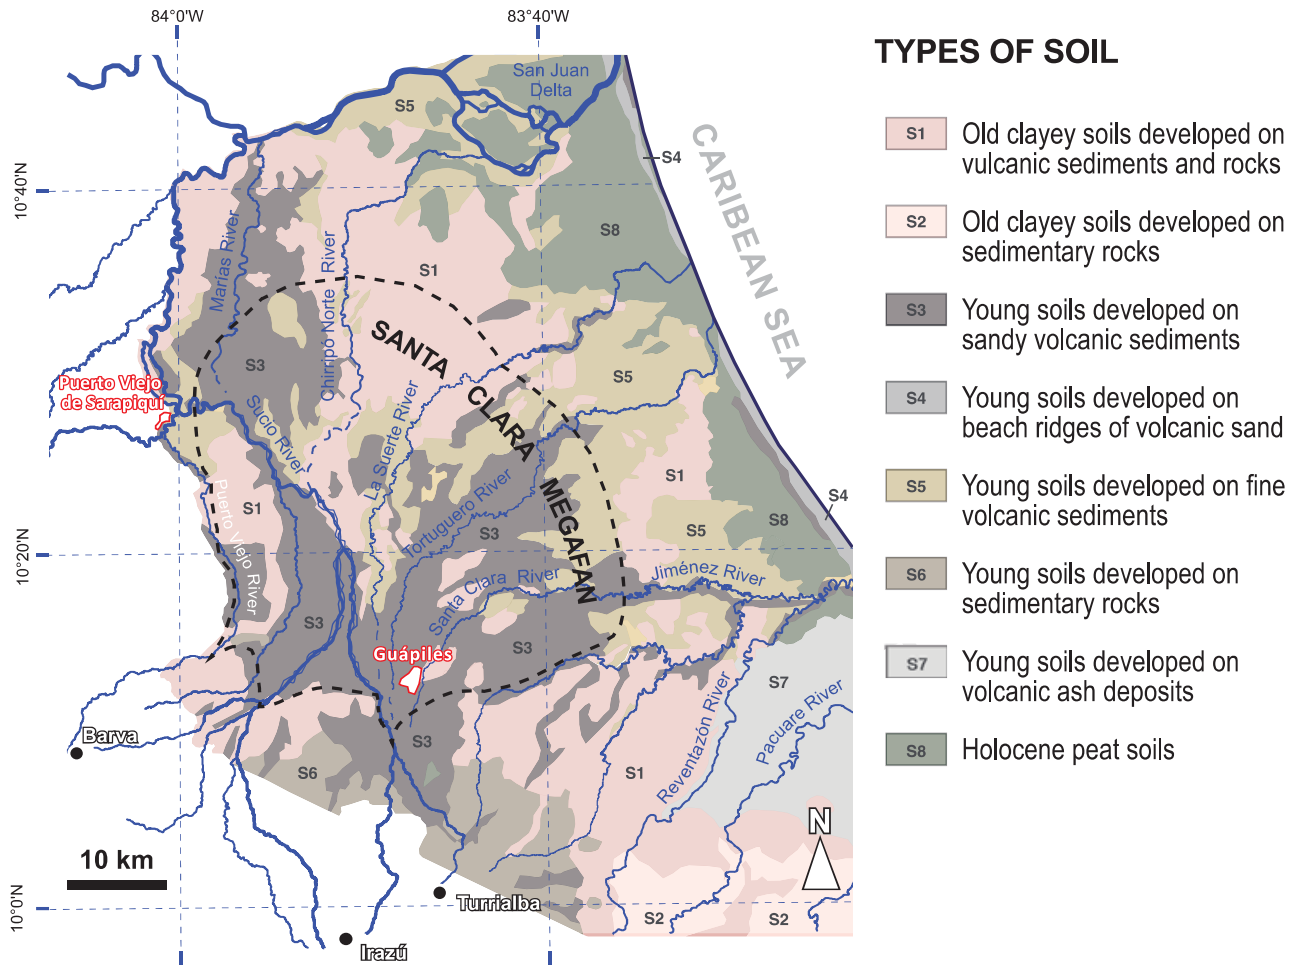 84°0'W
83°40'W
TYPES OF SOIL
San Juan
Delta
S5
S4
CARIBEAN SEA
10°40'N
S1
Old clayey soils developed on
vulcanic sediments and rocks
S2
Old clayey soils developed on
sedimentary rocks
S3
Young soils developed on
sandy volcanic sediments
S4
Young soils developed on
beach ridges of volcanic sand
S5
Young soils developed on fine
volcanic sediments
S6
Young soils developed on
sedimentary rocks
S7
Young soils developed on
volcanic ash deposits
S8
Holocene peat soils
S8
Marías River
Chirripo Norte River
S1
SANTA CLARA MEGAFAN
S3
S5
Puerto Viejo
de Sarapiquí
Sucio River
La Suerte River
S1
S4
Puerto Viejo River
S1
Tortuguero River
S3
S5
S8
10°20'N
Santa Clara River
Jiménez River
S3
S3
Guápiles
S7
Pacuare River
Reventazón River
Barva
S3
S6
S1
N
10 km
Turrialba
S2
S2
10°0'N
Irazú